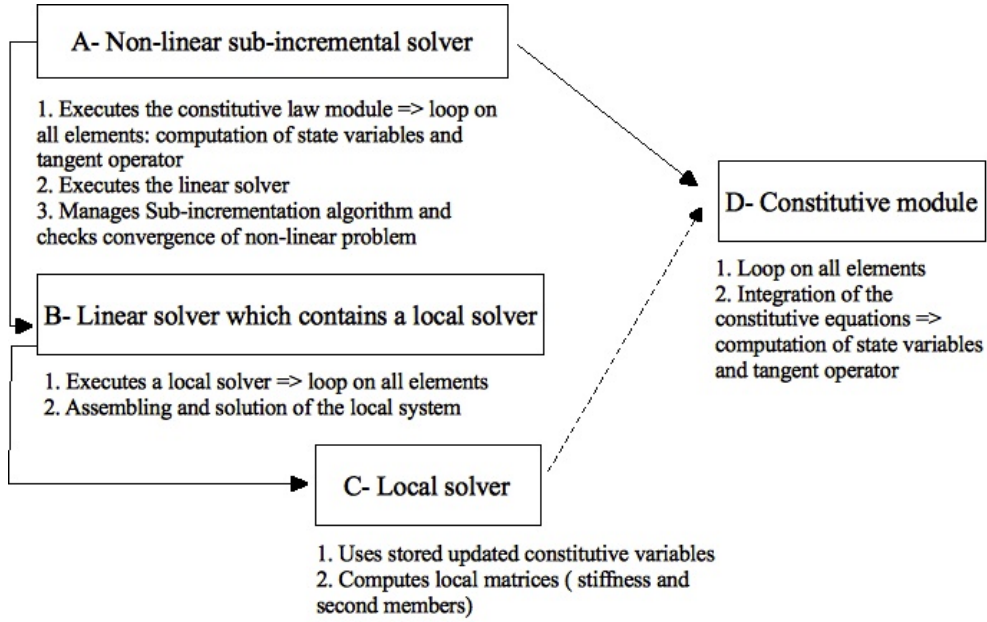 A- Non-linear sub-incremental solver
1. Executes the constitutive law module => loop on
all elements: computation of state variables and
tangent operator
2. Executes the linear solver
3. Manages Sub-incrementation algorithm and
checks convergence of non-linear problem
D- Constitutive module
1. Loop on all elements
2. Integration of the
constitutive equations =>
computation of state variables
and tangent operator
B- Linear solver which contains a local solver
1. Executes a local solver => loop on all elements
2. Assembling and solution of the local system
C- Local solver
1. Uses stored updated constitutive variables
2. Computes local matrices ( stiffness and
second members)